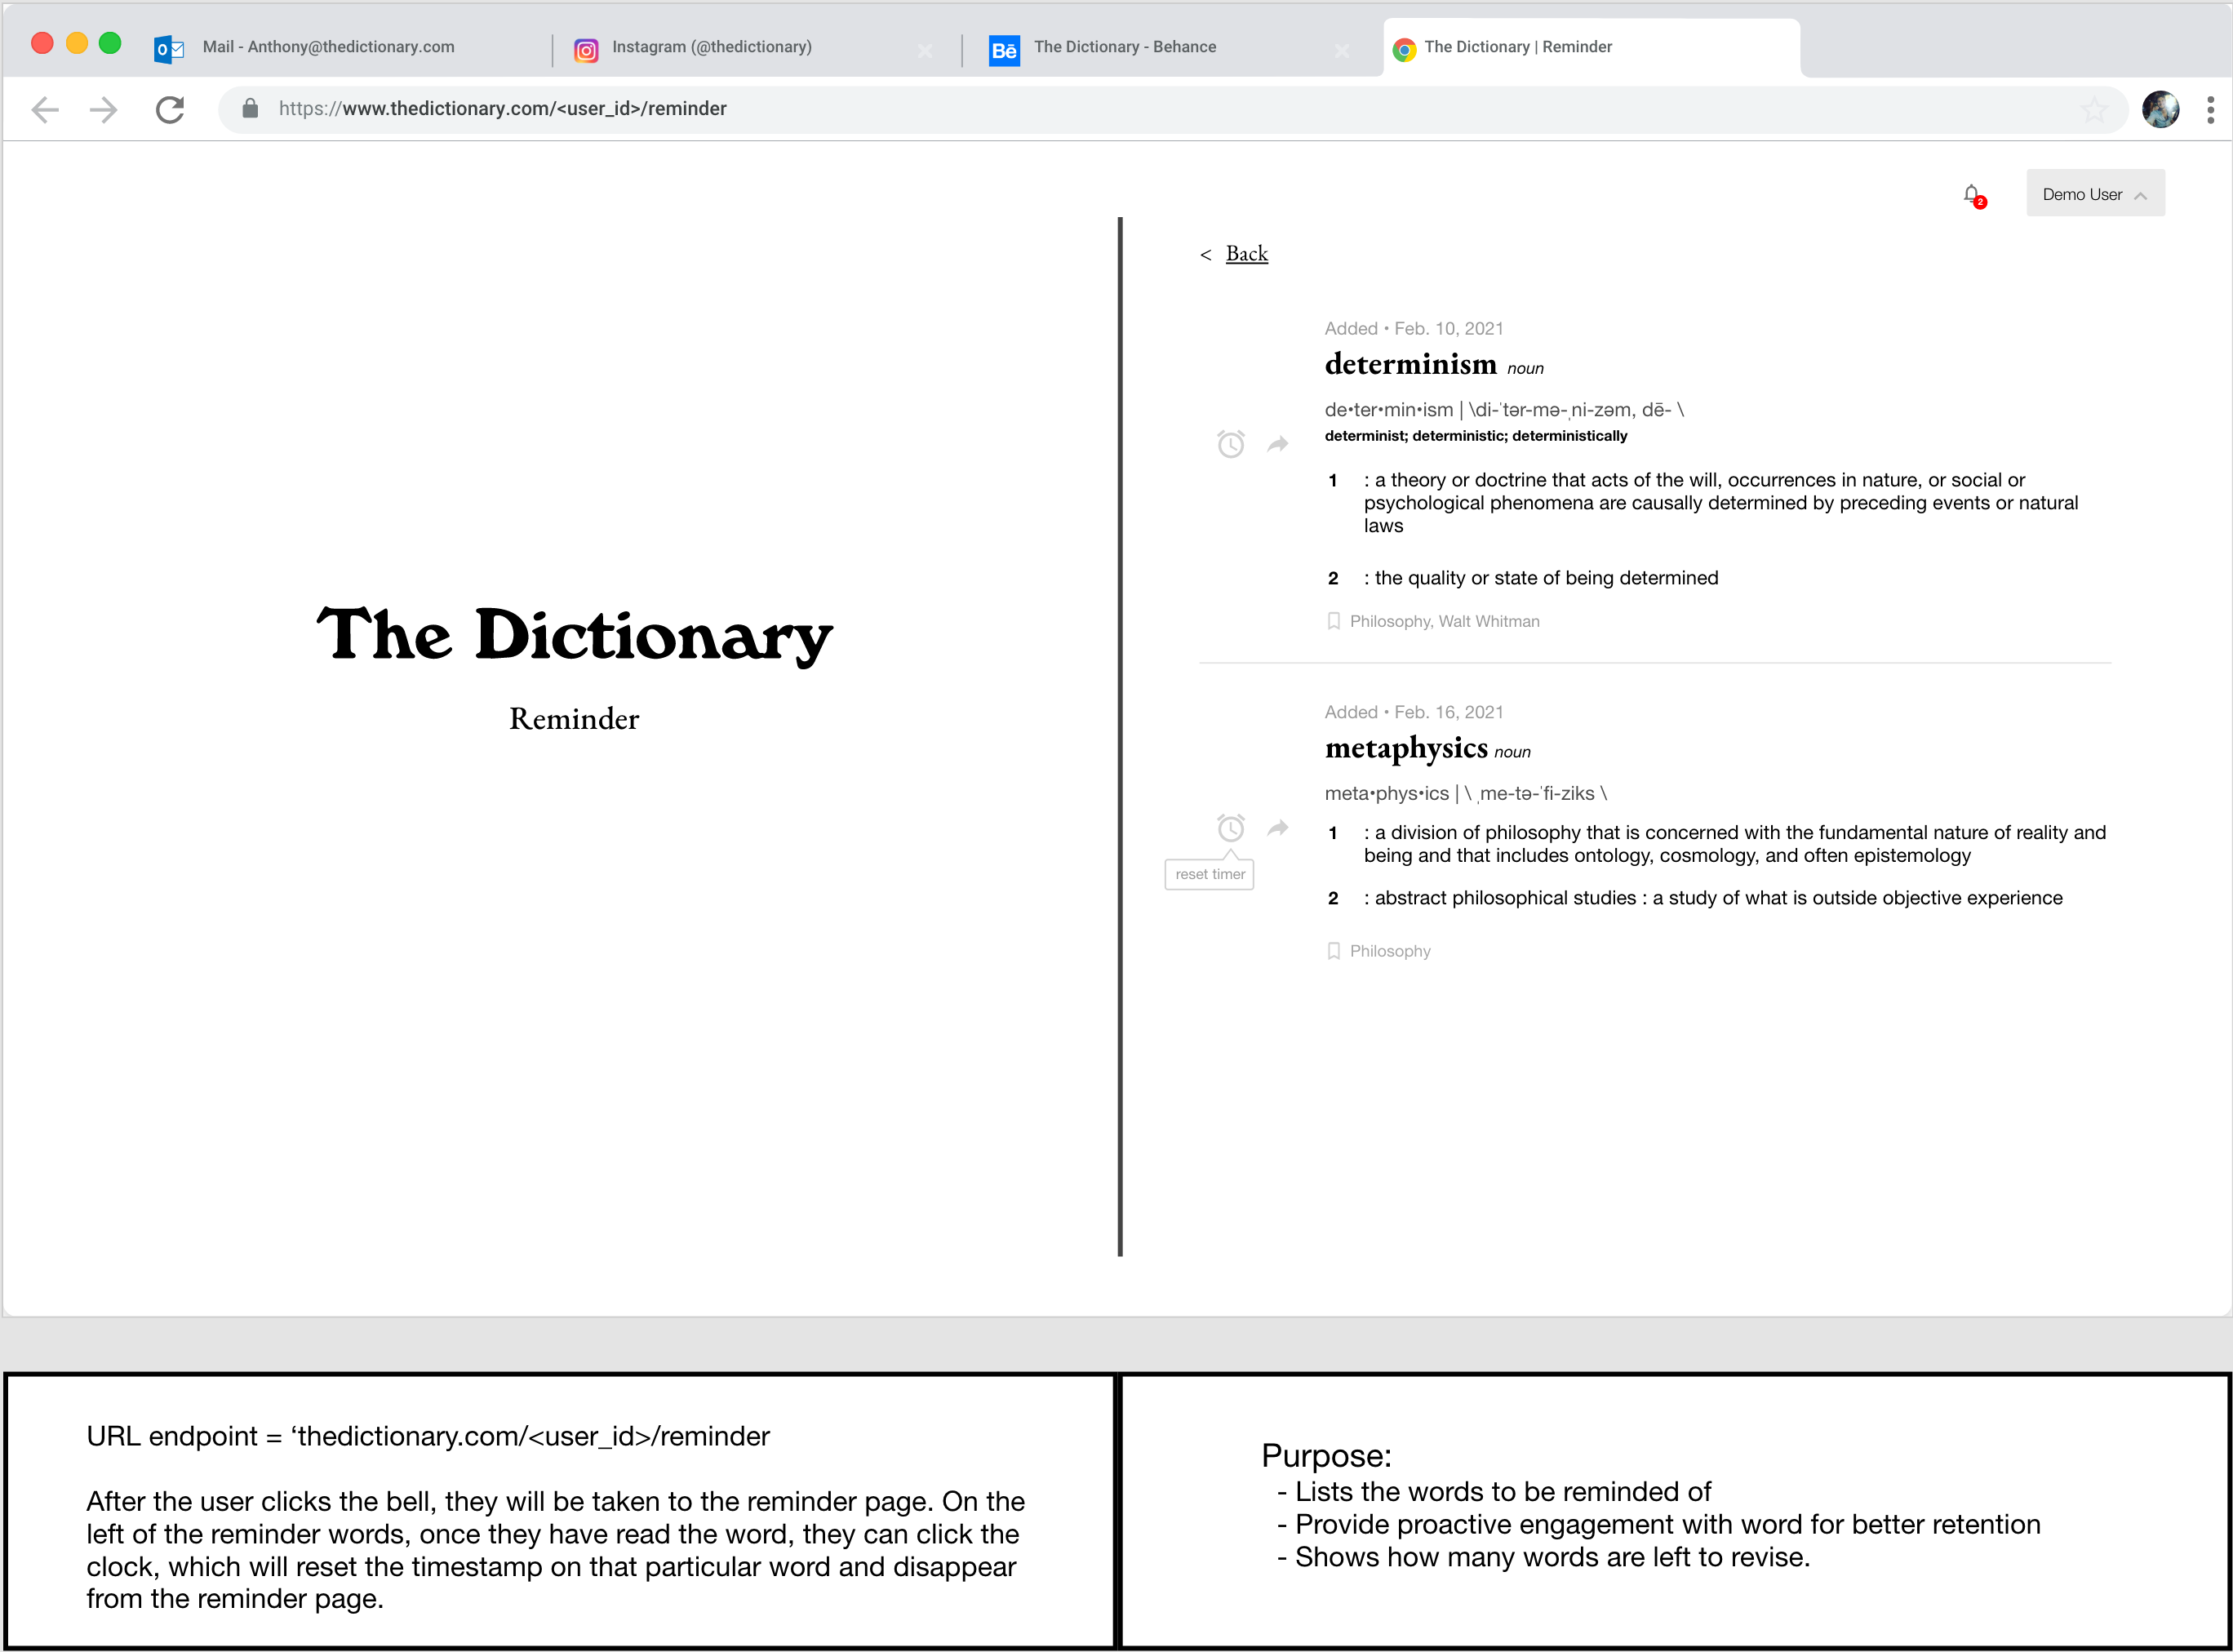 Mail - Anthony@thedictionary.com
Instagram (@thedictionary)
Bē
The Dictionary - Behance
The Dictionary | Reminder
https://www.thedictionary.com/<user_id>/reminder
2
Demo User
< Back
The Dictionary
Reminder
Added • Feb. 10, 2021
determinism noun
de•ter•min•ism | \di-ˈtər-mə-ˌni-zəm, dē- \
determinist; deterministic; deterministically
1 : a theory or doctrine that acts of the will, occurrences in nature, or social or
psychological phenomena are causally determined by preceding events or natural
laws
2 : the quality or state of being determined
Philosophy, Walt Whitman
Added • Feb. 16, 2021
metaphysics noun
meta•phys•ics | \ ˌme-tə-ˈfi-ziks \
1 : a division of philosophy that is concerned with the fundamental nature of reality and
being and that includes ontology, cosmology, and often epistemology
reset timer
2 : abstract philosophical studies : a study of what is outside objective experience
Philosophy
URL endpoint = ‘thedictionary.com/<user_id>/reminder
After the user clicks the bell, they will be taken to the reminder page. On the
left of the reminder words, once they have read the word, they can click the
clock, which will reset the timestamp on that particular word and disappear
from the reminder page.
Purpose:
- Lists the words to be reminded of
- Provide proactive engagement with word for better retention
- Shows how many words are left to revise.